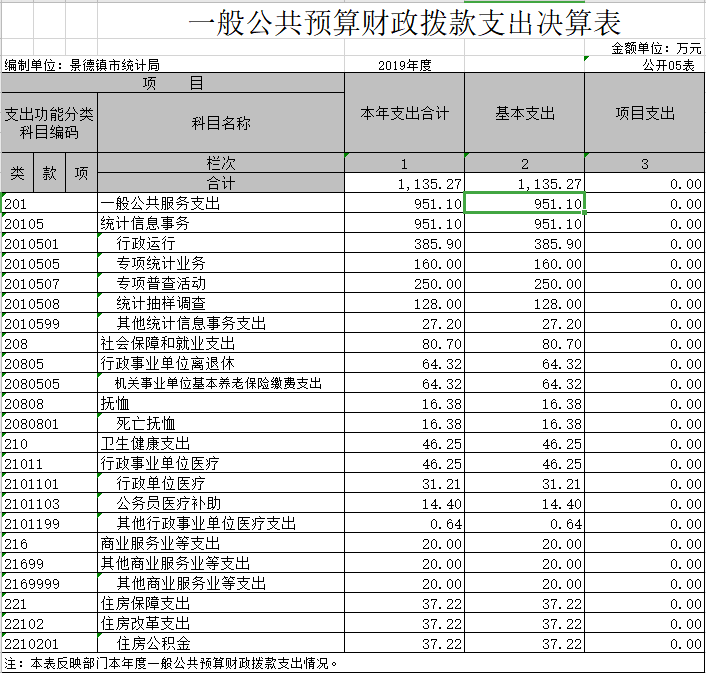 一般公共预算财政拨款支出决算表
金额单位：万元
编制单位：景德镇市统计局 2019年度 公开05表
项 目 本年支出合计 基本支出 项目支出
支出功能分类科目编码 科目名称
类 款 项 栏次 1 2 3
合计 1,135.27 1,135.27 0.00
201 一般公共服务支出 951.10 951.10 0.00
20105 统计信息事务 951.10 951.10 0.00
2010501 行政运行 385.90 385.90 0.00
2010505 专项统计业务 160.00 160.00 0.00
2010507 专项普查活动 250.00 250.00 0.00
2010508 统计抽样调查 128.00 128.00 0.00
2010599 其他统计信息事务支出 27.20 27.20 0.00
208 社会保障和就业支出 80.70 80.70 0.00
20805 行政事业单位离退休 64.32 64.32 0.00
2080505 机关事业单位基本养老保险缴费支出 64.32 64.32 0.00
20808 抚恤 16.38 16.38 0.00
2080801 死亡抚恤 16.38 16.38 0.00
210 卫生健康支出 46.25 46.25 0.00
21011 行政事业单位医疗 46.25 46.25 0.00
2101101 行政单位医疗 31.21 31.21 0.00
2101103 公务员医疗补助 14.40 14.40 0.00
2101199 其他行政事业单位医疗支出 0.64 0.64 0.00
216 商业服务业等支出 20.00 20.00 0.00
21699 其他商业服务业等支出 20.00 20.00 0.00
2169999 其他商业服务业等支出 20.00 20.00 0.00
221 住房保障支出 37.22 37.22 0.00
22102 住房改革支出 37.22 37.22 0.00
2210201 住房公积金 37.22 37.22 0.00
注：本表反映部门本年度一般公共预算财政拨款支出情况。